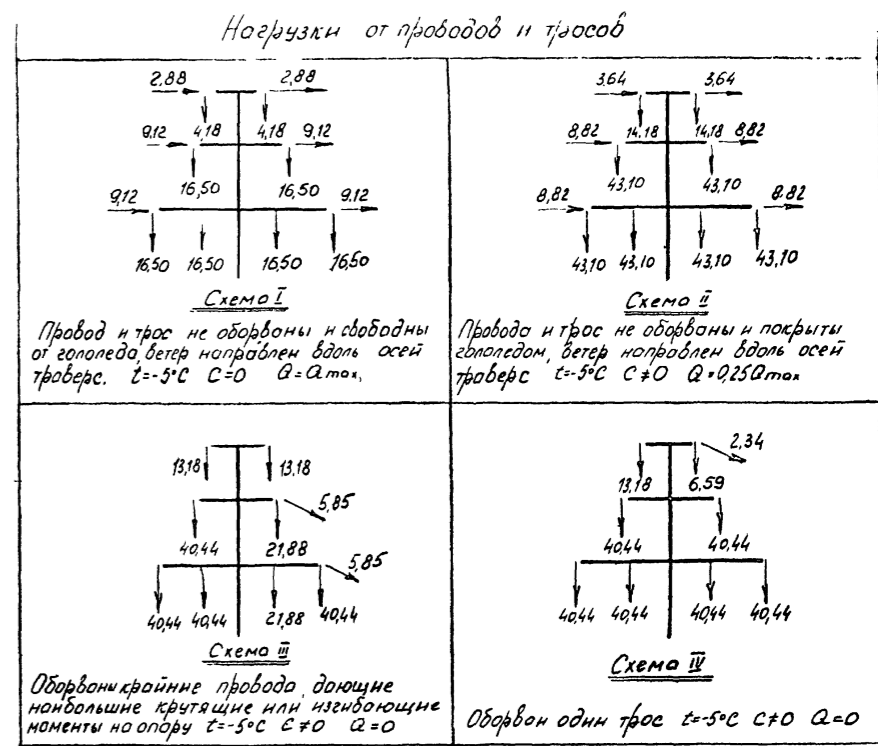 Нагрузки от проводов и тросов
2,88 2,88
4,18 4,18
9,12 9,12
16,50 16,50
9,12 9,12
16,50 16,50 16,50 16,50
Схема I
Провод и трос не оборваны и свободны
от гололеда, ветер направлен вдоль осей
траверс. t=-5°C C=0 Q=Qmax,
3,64 3,64
14,18 14,18
8,82 8,82
43,10 43,10
8,82 8,82
43,10 43,10 43,10 43,10
Схема II
Провода и трос не оборваны и покрыты
гололедом, ветер направлен вдоль осей
траверс t=-5°C C≠0 Q=0,25Qmax
13,18 13,18
5,85
40,44 21,88
5,85
40,44 40,44 21,88 40,44
Схема III
Оборваны крайние провода, дающие
наибольшие крутящие или изгибающие
моменты на опору t=-5°C C≠0 Q=0
2,34
13,18 6,59
40,44 40,44
40,44 40,44 40,44 40,44
Схема IV
Оборван один трос t=-5°C C≠0 Q=0